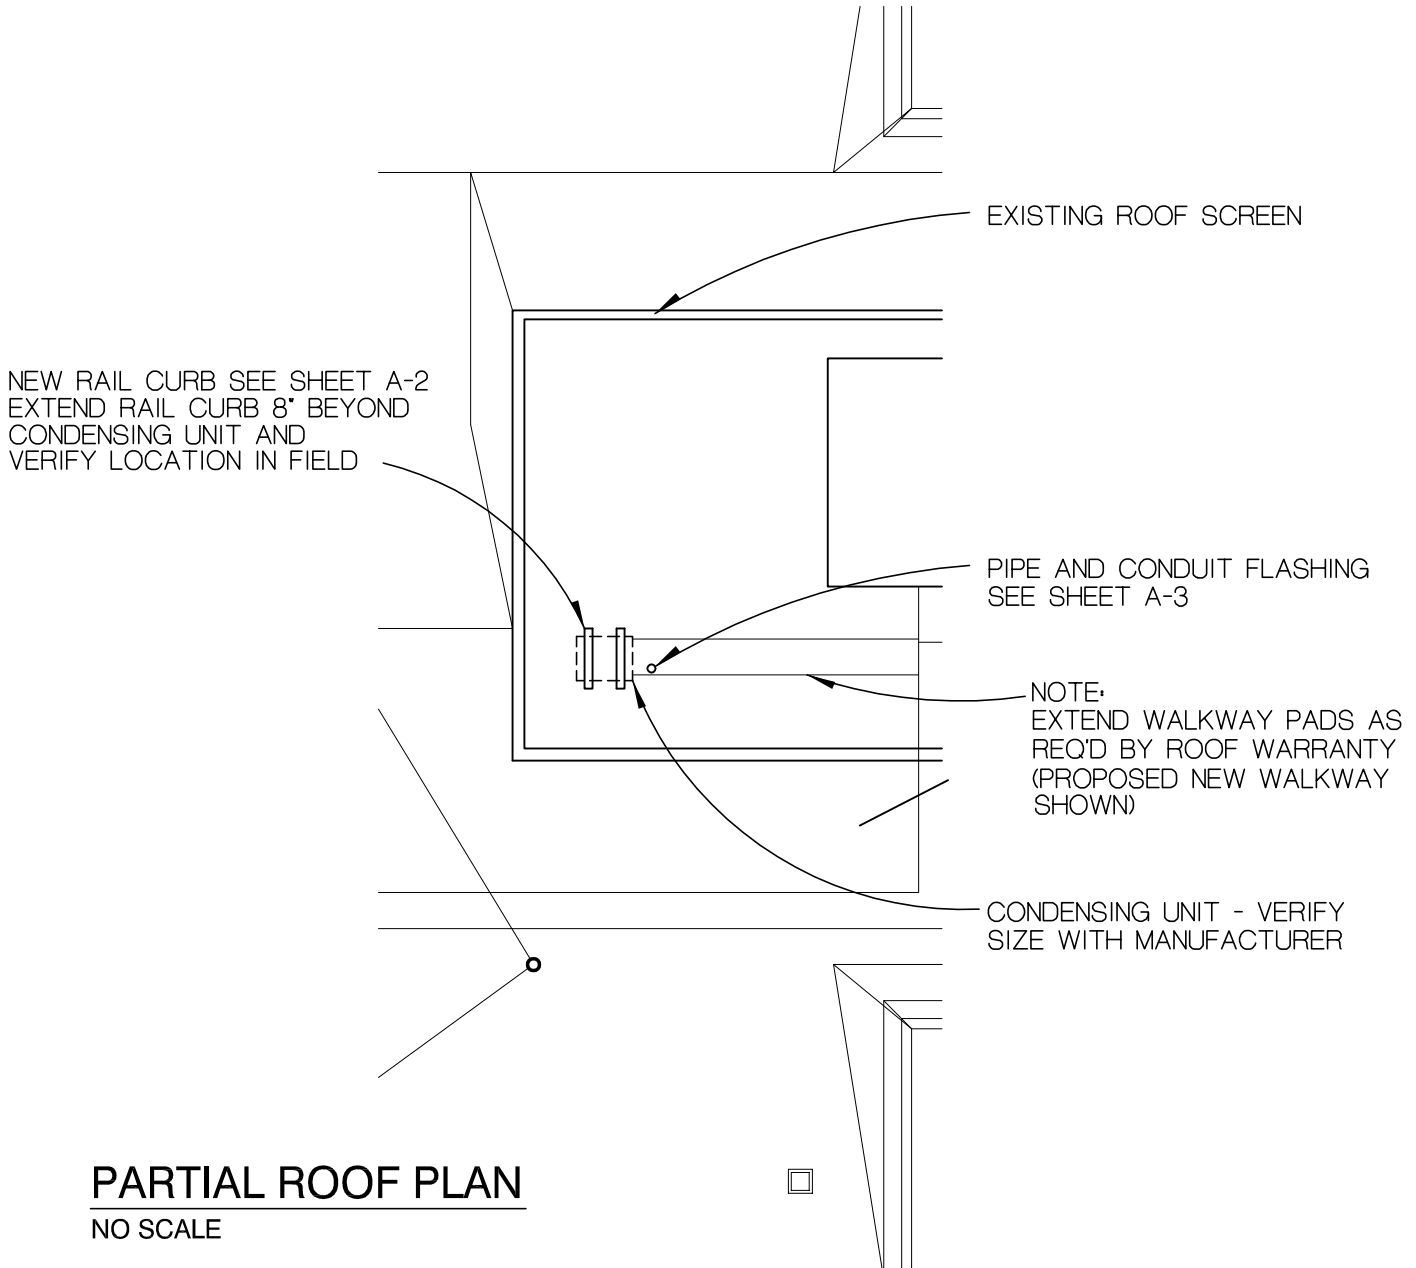 EXISTING ROOF SCREEN
NEW RAIL CURB SEE SHEET A-2
EXTEND RAIL CURB 8" BEYOND
CONDENSING UNIT AND
VERIFY LOCATION IN FIELD
PIPE AND CONDUIT FLASHING
SEE SHEET A-3
NOTE:
EXTEND WALKWAY PADS AS
REQ'D BY ROOF WARRANTY
(PROPOSED NEW WALKWAY
SHOWN)
CONDENSING UNIT - VERIFY
SIZE WITH MANUFACTURER
PARTIAL ROOF PLAN
NO SCALE